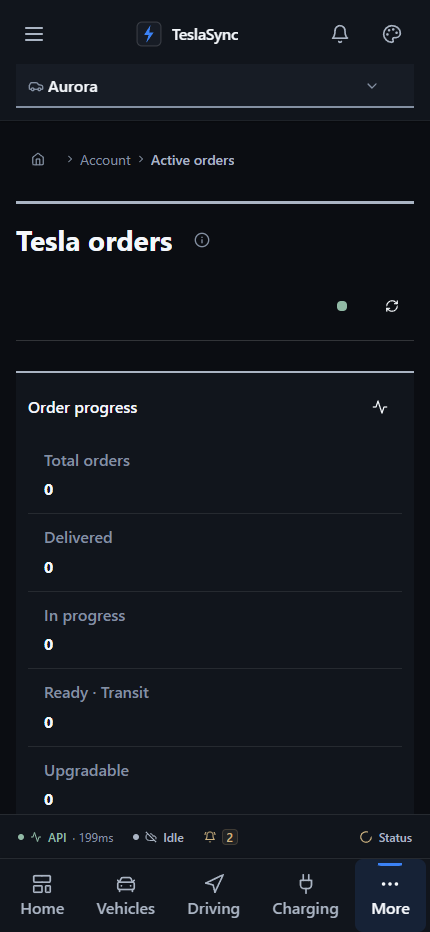 TeslaSync
Aurora
Account
Active orders
Tesla orders
Order progress
Total orders
0
Delivered
0
In progress
0
Ready · Transit
0
Upgradable
0
API · 199ms
Idle
2
Status
Home
Vehicles
Driving
Charging
More